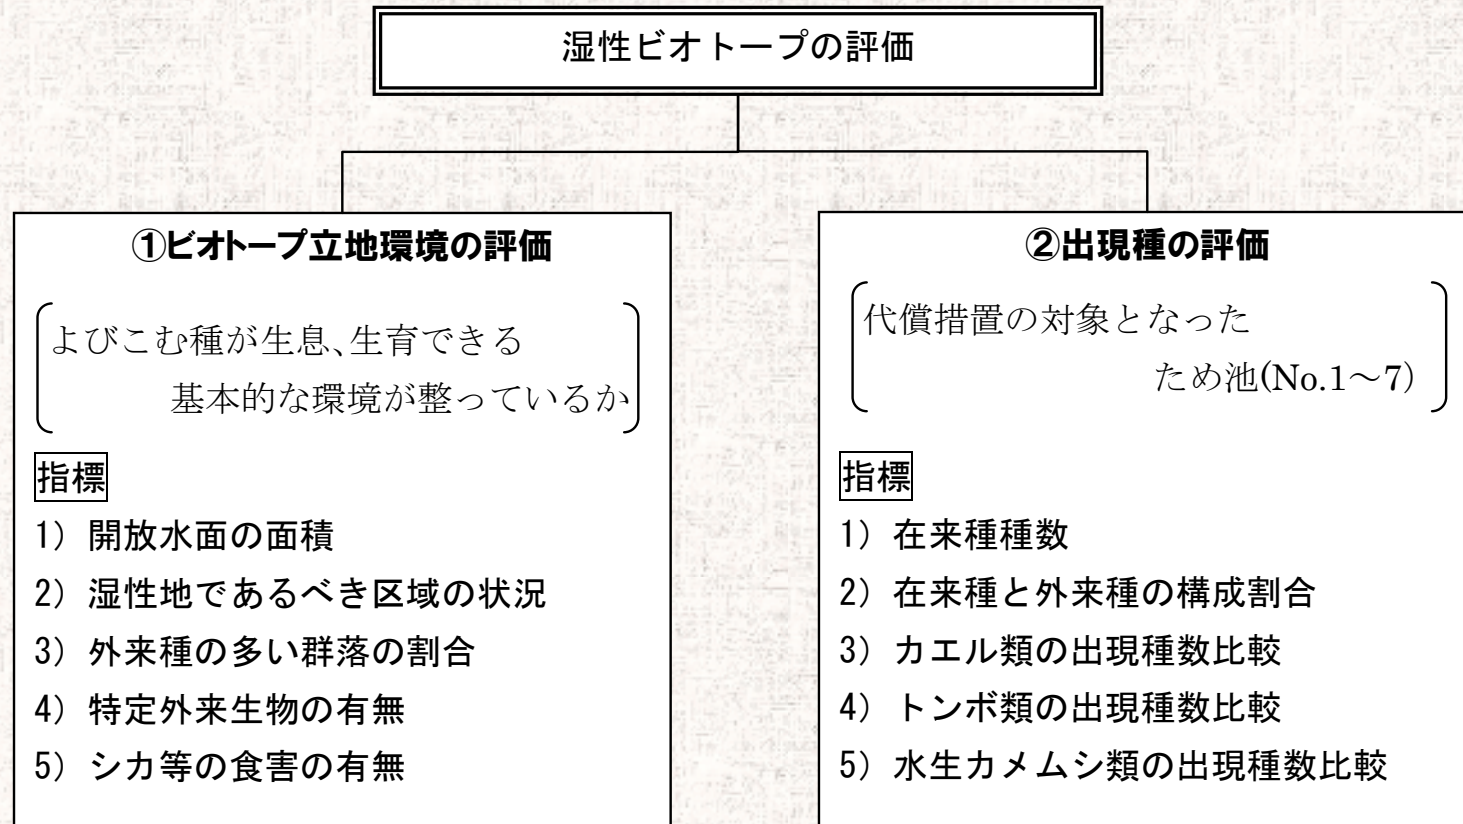 湿性ビオトープの評価
①ビオトープ立地環境の評価
よびこむ種が生息、生育できる
基本的な環境が整っているか
指標
1）開放水面の面積
2）湿性地であるべき区域の状況
3）外来種の多い群落の割合
4）特定外来生物の有無
5）シカ等の食害の有無
②出現種の評価
代償措置の対象となった
ため池(No.1～7)
指標
1）在来種種数
2）在来種と外来種の構成割合
3）カエル類の出現種数比較
4）トンボ類の出現種数比較
5）水生カメムシ類の出現種数比較